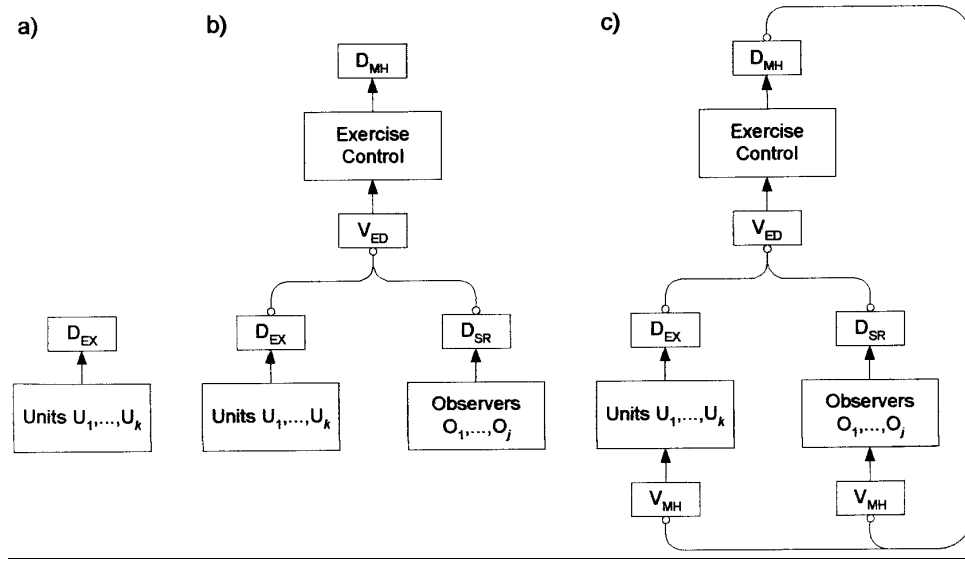 a)
D_EX
Units U_1,...,U_k
b)
D_MH
Exercise
Control
V_ED
D_EX
D_SR
Units U_1,...,U_k
Observers
O_1,...,O_j
c)
D_MH
Exercise
Control
V_ED
D_EX
D_SR
Units U_1,...,U_k
Observers
O_1,...,O_j
V_MH
V_MH